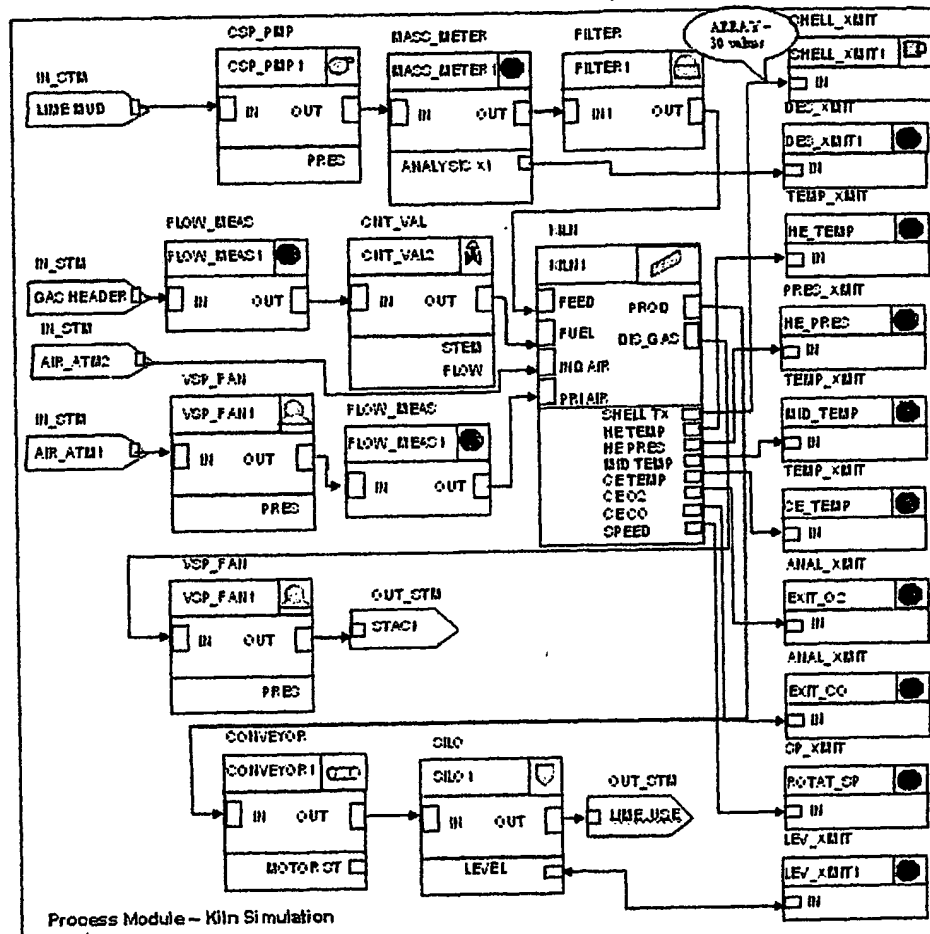 CSP_PMP
CSP_PMP1
IN OUT
PRES
MASS_METER
MASS_METER1
IN OUT
ANALYSIS X1
FILTER
FILTER1
IN1 OUT
ARRAY -
30 values
SHELL_XMIT
SHELL_XMIT1
IN
DES_XMIT
DES_XMIT1
IN
IN_STM
LIME MUD
FLOW_MEAS
FLOW_MEAS1
IN OUT
CNT_VAL
CNT_VAL2
IN OUT
STEM
FLOW
KILN
KILN1
FEED PROD
FUEL DIS_GAS
IND AIR
PRI AIR
SHELL TX
HE TEMP
HE PRES
MID TEMP
CE TEMP
CE O2
CE CO
SPEED
TEMP_XMIT
HE_TEMP
IN
PRES_XMIT
HE_PRES
IN
TEMP_XMIT
MID_TEMP
IN
TEMP_XMIT
CE_TEMP
IN
ANAL_XMIT
EXIT_O2
IN
ANAL_XMIT
EXIT_CO
IN
SP_XMIT
ROTAT_SP
IN
LEV_XMIT
LEV_XMIT1
IN
IN_STM
GAS HEADER
IN_STM
AIR_ATM2
IN_STM
AIR_ATM1
VSP_FAN
VSP_FAN1
IN OUT
PRES
FLOW_MEAS
FLOW_MEAS1
IN OUT
VSP_FAN
VSP_FAN1
IN OUT
PRES
OUT_STM
STAC1
CONVEYOR
CONVEYOR1
IN OUT
MOTOR ST
SILO
SILO1
IN OUT
LEVEL
OUT_STM
LIME_USE
Process Module – Kiln Simulation